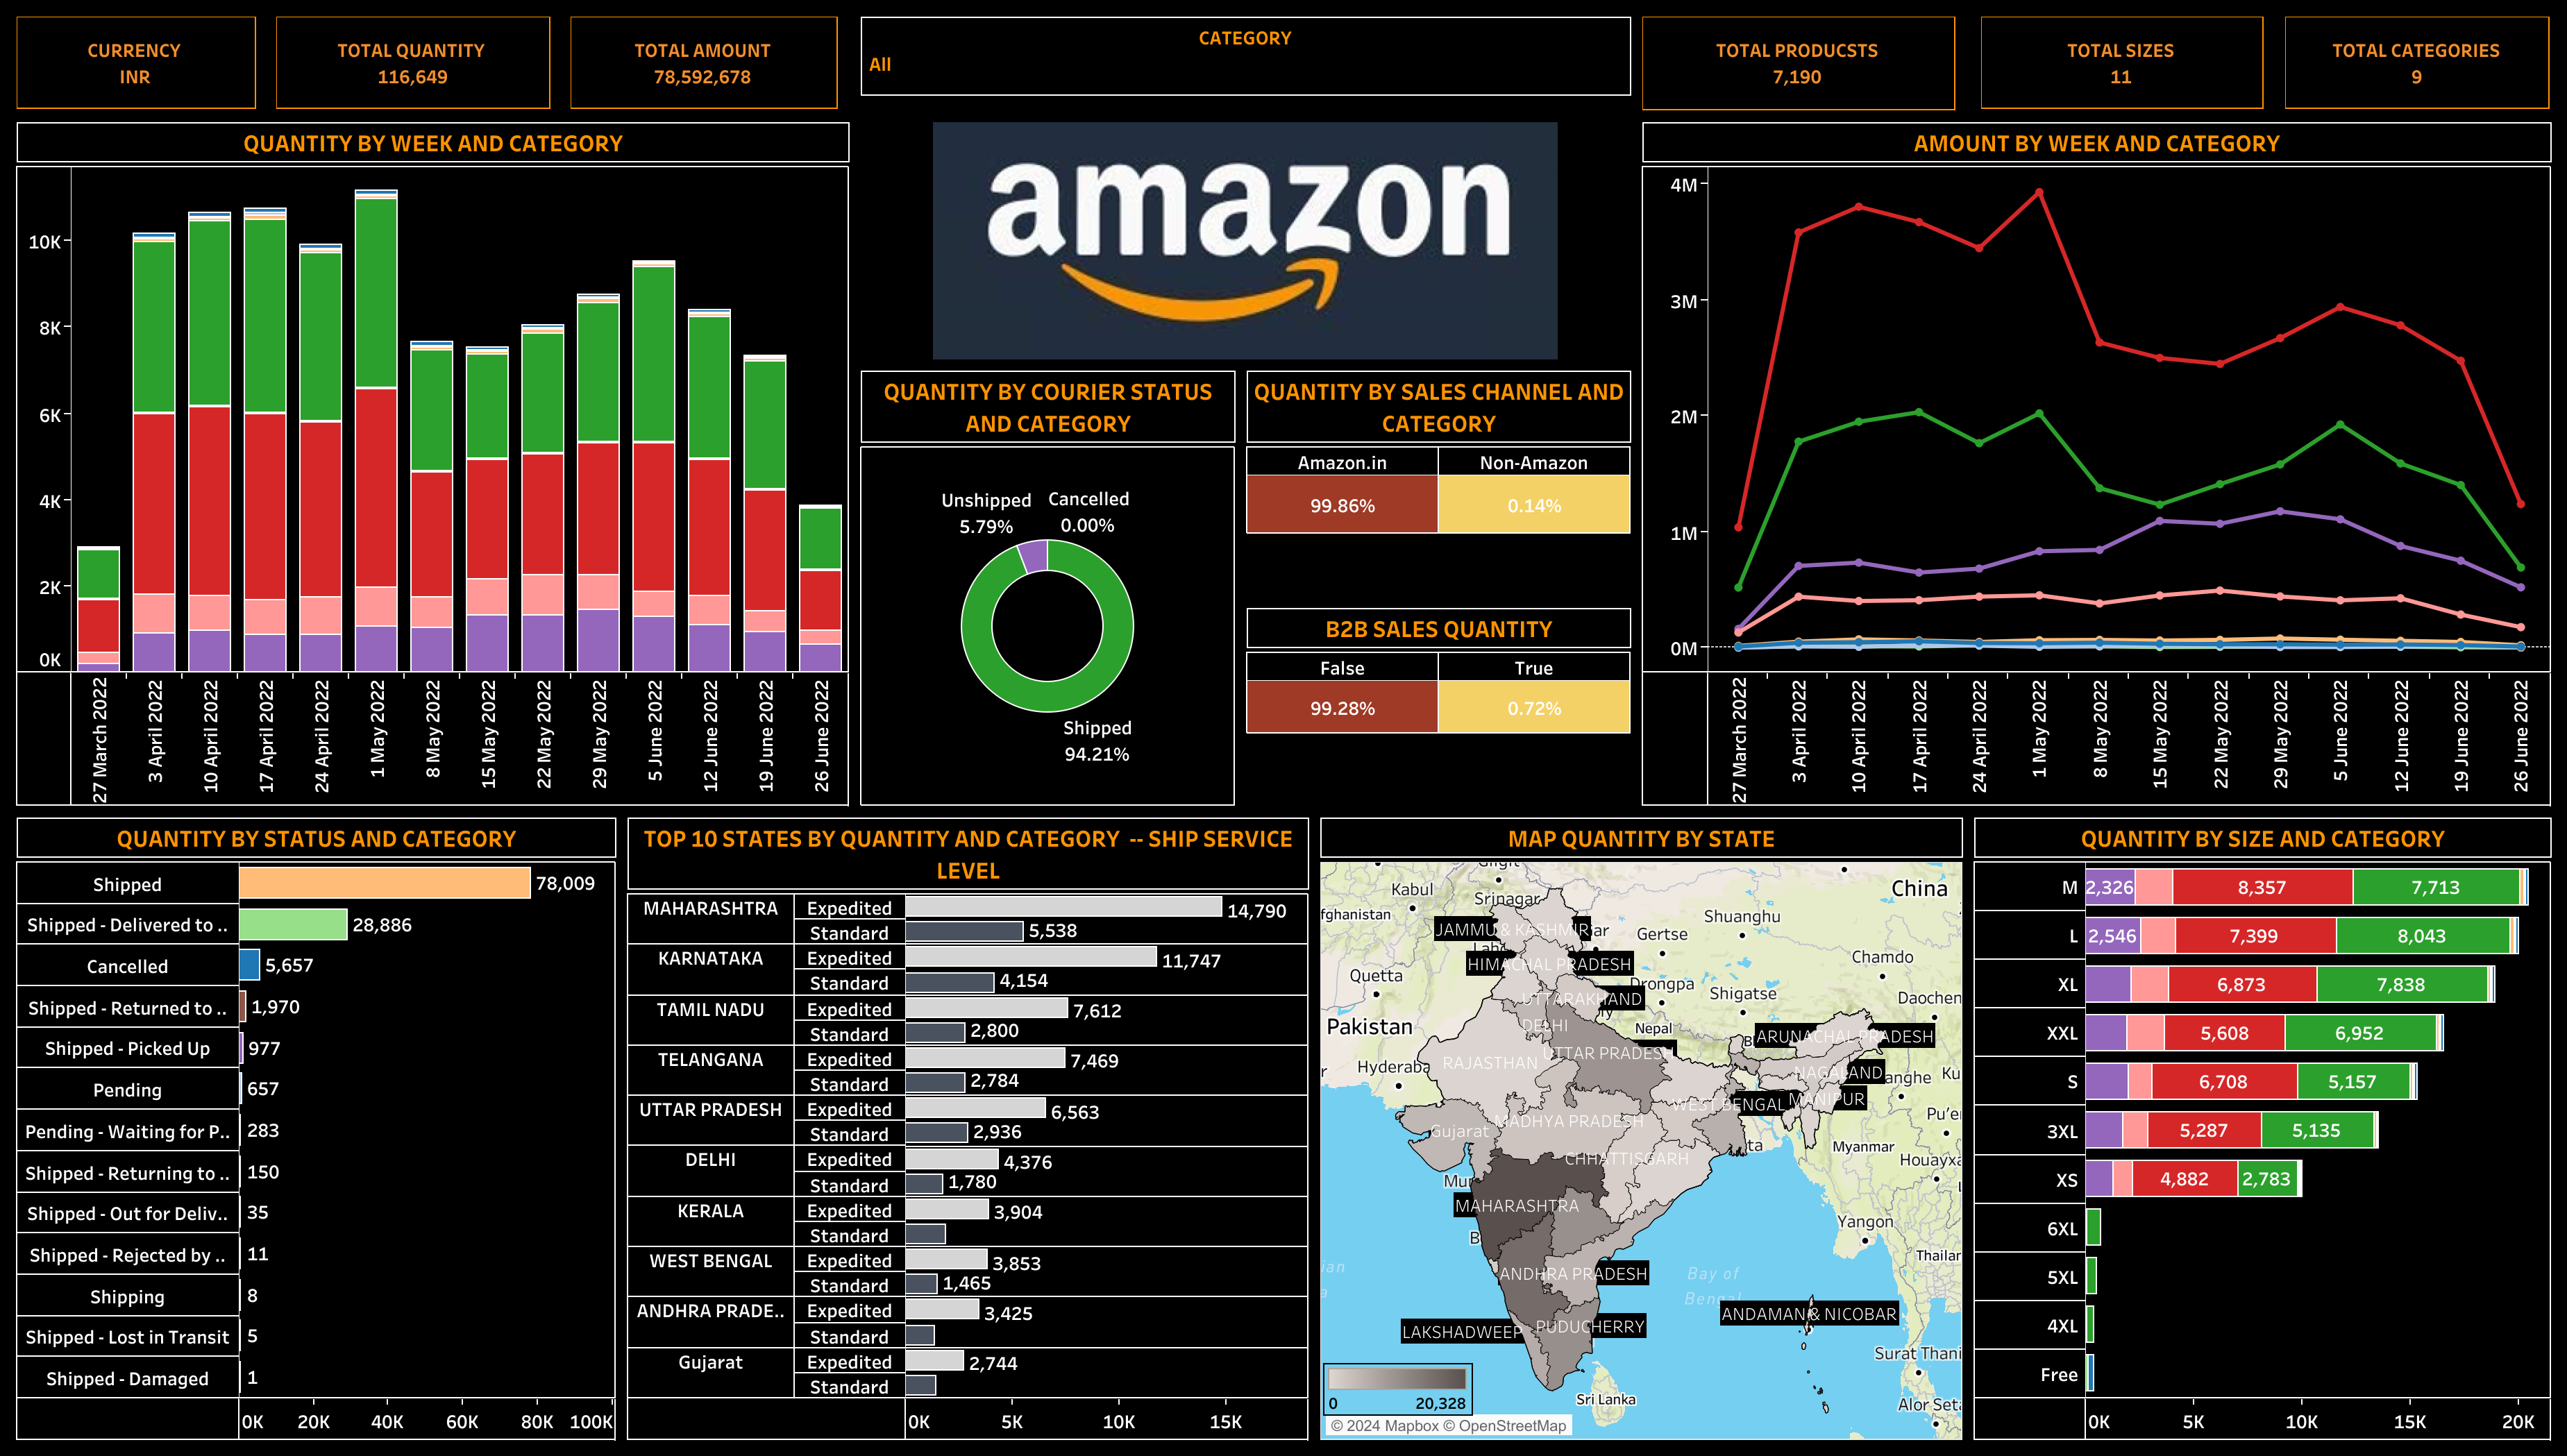 CURRENCY
INR
TOTAL QUANTITY
116,649
TOTAL AMOUNT
78,592,678
CATEGORY
All
TOTAL PRODUCSTS
7,190
TOTAL SIZES
11
TOTAL CATEGORIES
9
QUANTITY BY WEEK AND CATEGORY
10K
8K
6K
4K
2K
0K
27 March 2022
3 April 2022
10 April 2022
17 April 2022
24 April 2022
1 May 2022
8 May 2022
15 May 2022
22 May 2022
29 May 2022
5 June 2022
12 June 2022
19 June 2022
26 June 2022
amazon
QUANTITY BY COURIER STATUS
AND CATEGORY
Unshipped
5.79%
Cancelled
0.00%
Shipped
94.21%
QUANTITY BY SALES CHANNEL AND
CATEGORY
Amazon.in Non-Amazon
99.86% 0.14%
B2B SALES QUANTITY
False True
99.28% 0.72%
AMOUNT BY WEEK AND CATEGORY
4M
3M
2M
1M
0M
27 March 2022
3 April 2022
10 April 2022
17 April 2022
24 April 2022
1 May 2022
8 May 2022
15 May 2022
22 May 2022
29 May 2022
5 June 2022
12 June 2022
19 June 2022
26 June 2022
QUANTITY BY STATUS AND CATEGORY
Shipped 78,009
Shipped - Delivered to .. 28,886
Cancelled 5,657
Shipped - Returned to .. 1,970
Shipped - Picked Up 977
Pending 657
Pending - Waiting for P.. 283
Shipped - Returning to .. 150
Shipped - Out for Deliv.. 35
Shipped - Rejected by .. 11
Shipping 8
Shipped - Lost in Transit 5
Shipped - Damaged 1
0K 20K 40K 60K 80K 100K
TOP 10 STATES BY QUANTITY AND CATEGORY -- SHIP SERVICE
LEVEL
MAHARASHTRA Expedited 14,790
Standard 5,538
KARNATAKA Expedited 11,747
Standard 4,154
TAMIL NADU Expedited 7,612
Standard 2,800
TELANGANA Expedited 7,469
Standard 2,784
UTTAR PRADESH Expedited 6,563
Standard 2,936
DELHI Expedited 4,376
Standard 1,780
KERALA Expedited 3,904
Standard
WEST BENGAL Expedited 3,853
Standard 1,465
ANDHRA PRADE.. Expedited 3,425
Standard
Gujarat Expedited 2,744
Standard
0K 5K 10K 15K
MAP QUANTITY BY STATE
Kabul
Srinagar
China
fghanistan
Shuanghu
JAMMU & KASHMIR
Gertse
HIMACHAL PRADESH
Chamdo
Quetta
Drongpa
Shigatse
UTTARAKHAND
Daochen
Pakistan
DELHI
Nepal
ARUNACHAL PRADESH
UTTAR PRADESH
RAJASTHAN
Hyderaba
NAGALAND
anghe
Ku
WEST BENGAL
MANIPUR
Pu'er
MADHYA PRADESH
Gujarat
ta
Myanmar
CHHATTISGARH
Houayxa
Mur
MAHARASHTRA
Yangon
B
Thailan
ANDHRA PRADESH
Bay of
Bengal
ANDAMAN & NICOBAR
LAKSHADWEEP
PUDUCHERRY
Surat Thani
0 20,328
Sri Lanka
Alor Seta
© 2024 Mapbox © OpenStreetMap
QUANTITY BY SIZE AND CATEGORY
M 2,326 8,357 7,713
L 2,546 7,399 8,043
XL 6,873 7,838
XXL 5,608 6,952
S 6,708 5,157
3XL 5,287 5,135
XS 4,882 2,783
6XL
5XL
4XL
Free
0K 5K 10K 15K 20K